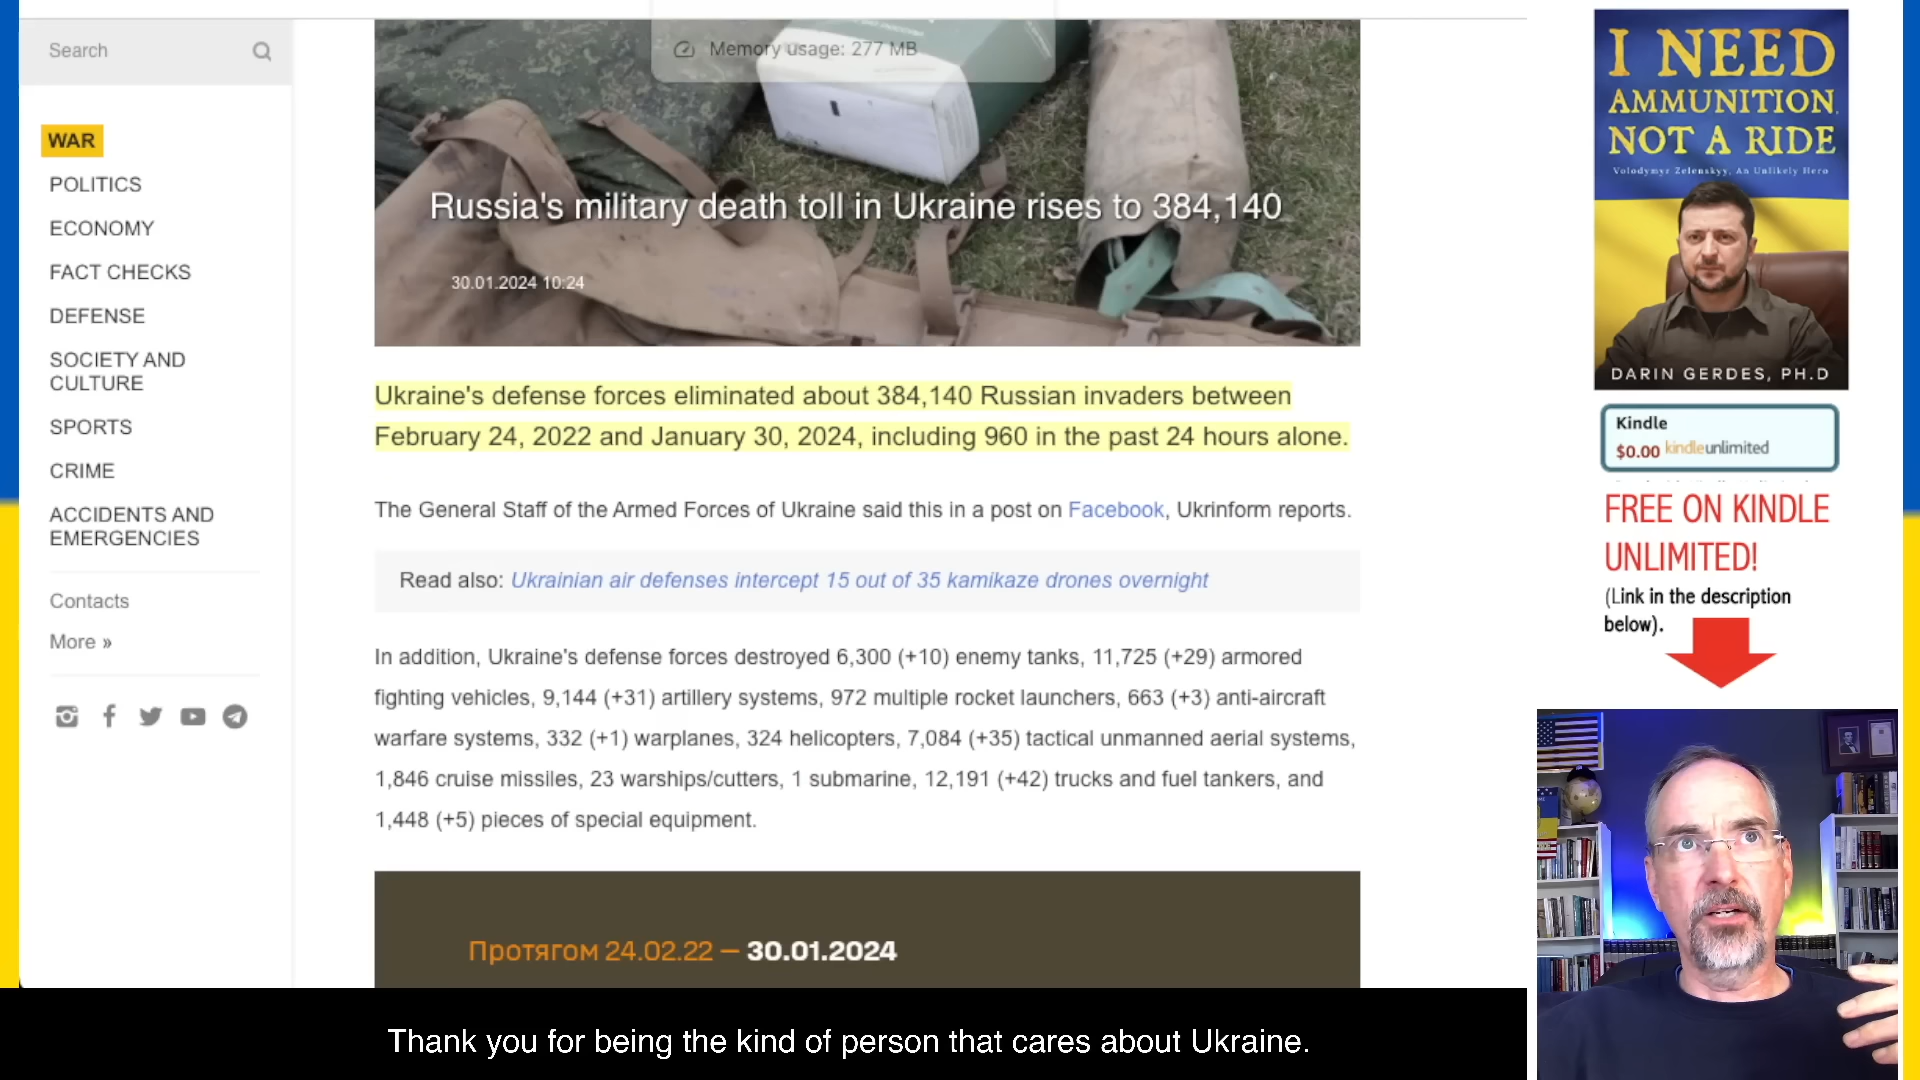 Search
WAR
POLITICS
ECONOMY
FACT CHECKS
DEFENSE
SOCIETY AND
CULTURE
SPORTS
CRIME
ACCIDENTS AND
EMERGENCIES
Contacts
More »
Memory usage: 277 MB
Russia's military death toll in Ukraine rises to 384,140
30.01.2024 10:24
Ukraine's defense forces eliminated about 384,140 Russian invaders between
February 24, 2022 and January 30, 2024, including 960 in the past 24 hours alone.
The General Staff of the Armed Forces of Ukraine said this in a post on Facebook, Ukrinform reports.
Read also: Ukrainian air defenses intercept 15 out of 35 kamikaze drones overnight
In addition, Ukraine's defense forces destroyed 6,300 (+10) enemy tanks, 11,725 (+29) armored
fighting vehicles, 9,144 (+31) artillery systems, 972 multiple rocket launchers, 663 (+3) anti-aircraft
warfare systems, 332 (+1) warplanes, 324 helicopters, 7,084 (+35) tactical unmanned aerial systems,
1,846 cruise missiles, 23 warships/cutters, 1 submarine, 12,191 (+42) trucks and fuel tankers, and
1,448 (+5) pieces of special equipment.
Протягом 24.02.22 — 30.01.2024
Thank you for being the kind of person that cares about Ukraine.
I NEED
AMMUNITION,
NOT A RIDE
Volodymyr Zelenskyy, An Unlikely Hero
DARIN GERDES, PH.D
Kindle
$0.00 kindleunlimited
FREE ON KINDLE
UNLIMITED!
(Link in the description
below).